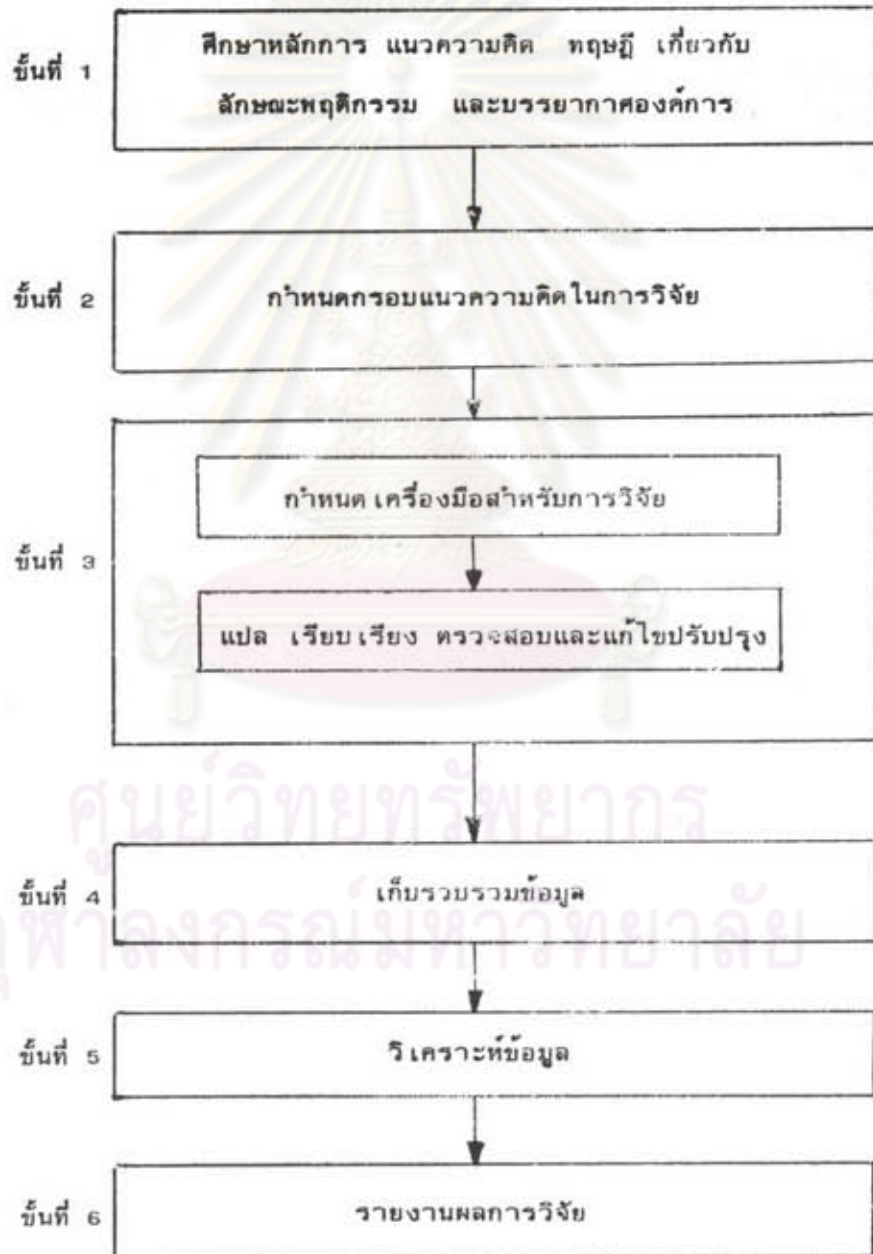 ขั้นที่ 1
ศึกษาหลักการ แนวความคิด ทฤษฎี เกี่ยวกับ
ลักษณะพฤติกรรม และบรรยากาศองค์การ
ขั้นที่ 2
กำหนดกรอบแนวความคิดในการวิจัย
ขั้นที่ 3
กำหนดเครื่องมือสำหรับการวิจัย
แปล เรียบเรียง ตรวจสอบและแก้ไขปรับปรุง
ศูนย์วิทยทรัพยากร
ขั้นที่ 4
เก็บรวบรวมข้อมูล
จุฬาลงกรณ์มหาวิทยาลัย
ขั้นที่ 5
วิเคราะห์ข้อมูล
ขั้นที่ 6
รายงานผลการวิจัย